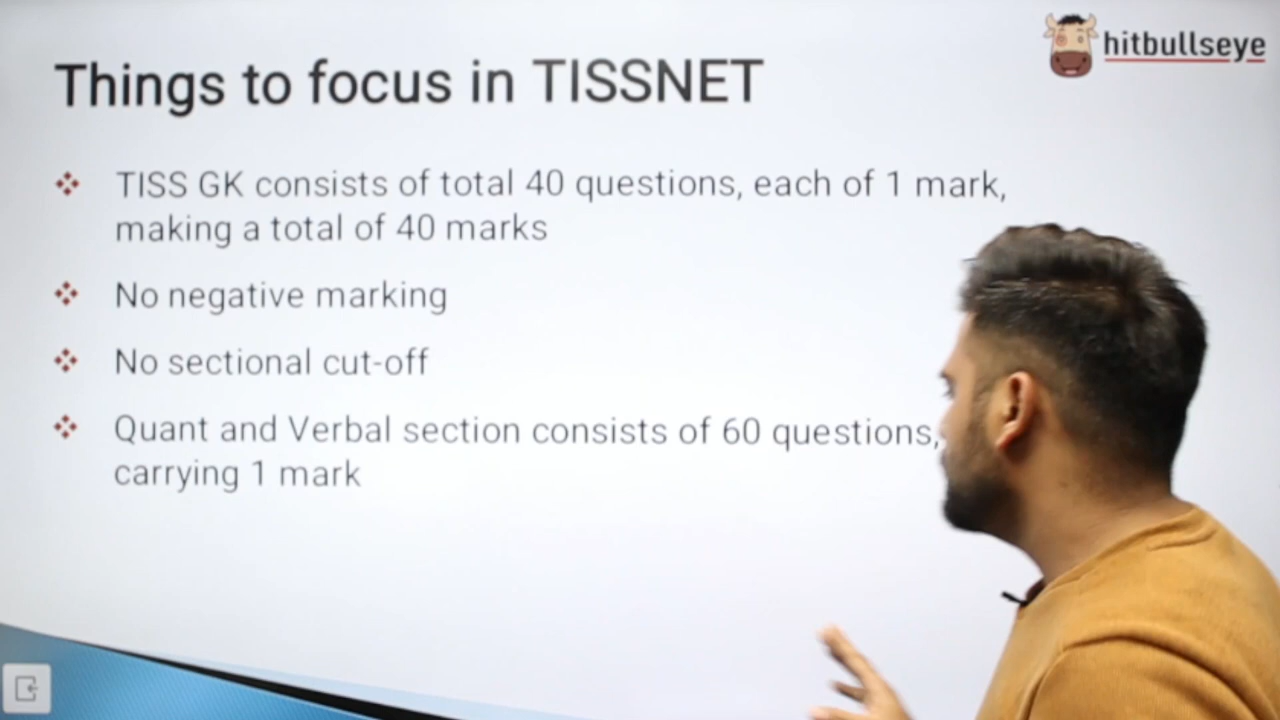 hitbullseye
Things to focus in TISSNET
TISS GK consists of total 40 questions, each of 1 mark,
making a total of 40 marks
No negative marking
No sectional cut-off
Quant and Verbal section consists of 60 questions,
carrying 1 mark